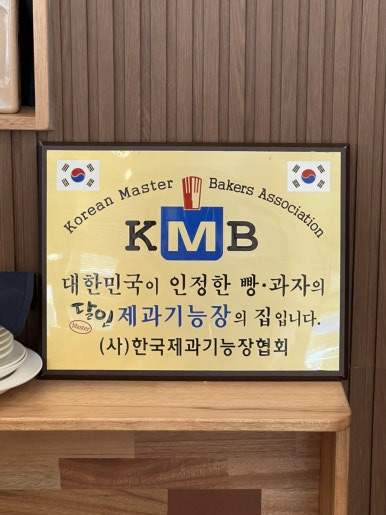 Korean Master Bakers Association
KMB
대한민국이 인정한 빵·과자의
달인 제과기능장의 집입니다.
Master
(사)한국제과기능장협회